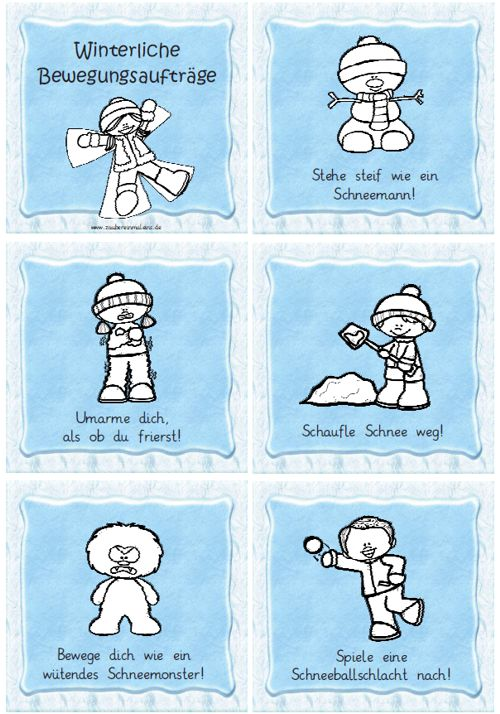 Winterliche
Bewegungsaufträge
www.zaubereinmaleins.de
Stehe steif wie ein
Schneemann!
Umarme dich,
als ob du frierst!
Schaufle Schnee weg!
Bewege dich wie ein
wütendes Schneemonster!
Spiele eine
Schneeballschlacht nach!